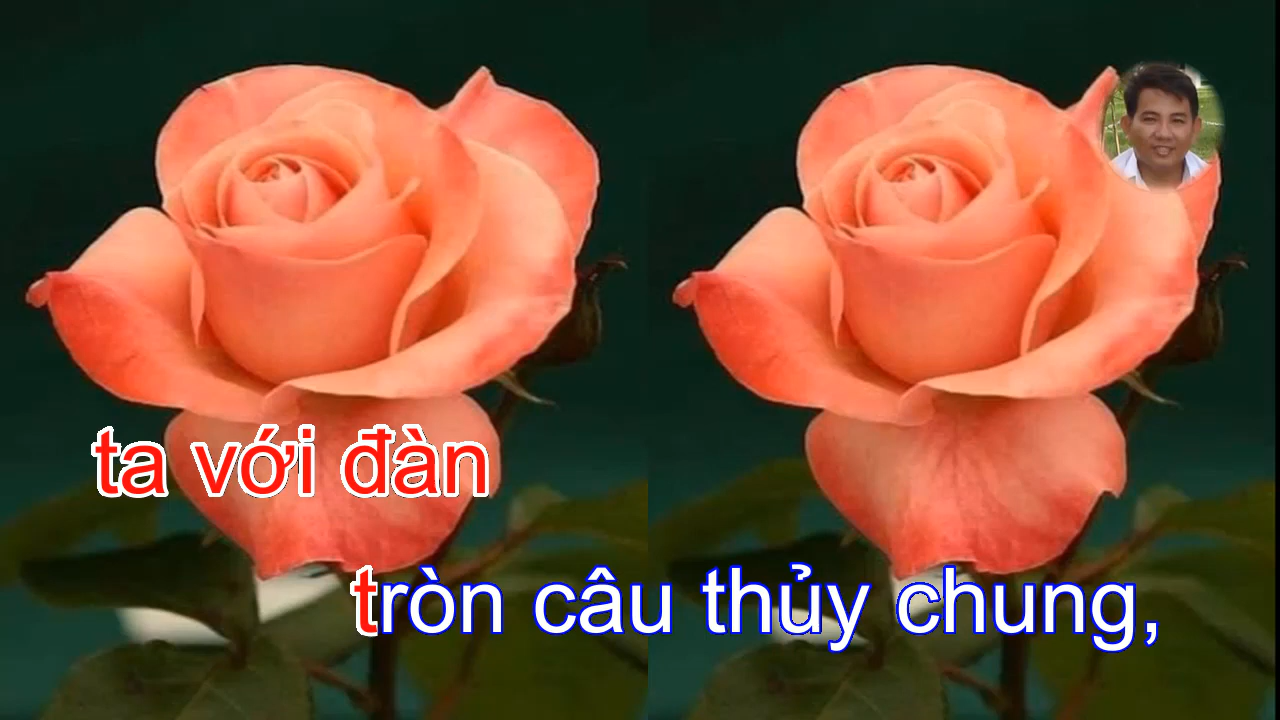 ta với đàn
tròn câu thủy chung,